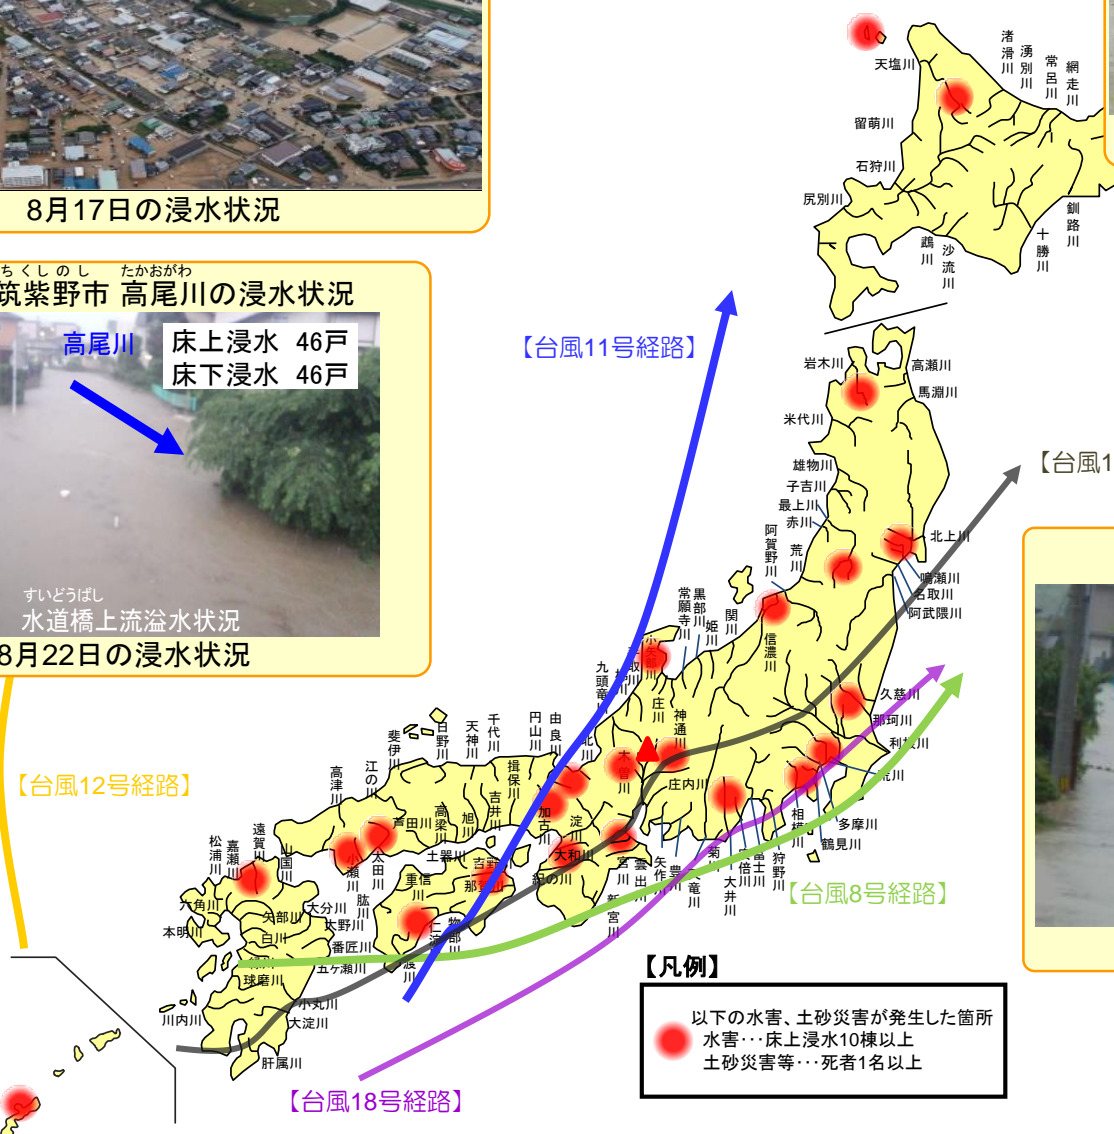 8月17日の浸水状況
ちくしのし たかおがわ
筑紫野市 高尾川の浸水状況
高尾川
床上浸水 46戸
床下浸水 46戸
すいどうばし
水道橋上流溢水状況
8月22日の浸水状況
【台風12号経路】
【台風11号経路】
【台風1
【台風8号経路】
【台風18号経路】
天塩川
渚滑川
湧別川
常呂川
網走川
留萌川
石狩川
尻別川
鵡川
沙流川
十勝川
釧路川
岩木川
高瀬川
馬淵川
米代川
雄物川
子吉川
最上川
赤川
荒川
阿賀野川
北上川
鳴瀬川
名取川
阿武隈川
信濃川
関川
姫川
黒部川
常願寺川
小矢部川
庄川
神通川
九頭竜川
北川
由良川
円山川
千代川
天神川
日野川
斐伊川
江の川
高津川
揖保川
吉井川
旭川
高梁川
芦田川
太田川
小瀬川
加古川
淀川
大和川
紀の川
新宮川
宮川
雲出川
木曽川
庄内川
矢作川
豊川
天竜川
菊川
大井川
安倍川
富士川
狩野川
相模川
鶴見川
多摩川
荒川
利根川
那珂川
久慈川
土器川
吉野川
那賀川
重信川
肱川
仁淀川
物部川
渡川
遠賀川
山国川
嘉瀬川
松浦川
六角川
本明川
矢部川
白川
緑川
球磨川
川内川
大分川
大野川
番匠川
五ヶ瀬川
小丸川
大淀川
肝属川
【凡例】
以下の水害、土砂災害が発生した箇所
水害･･･床上浸水10棟以上
土砂災害等･･･死者1名以上